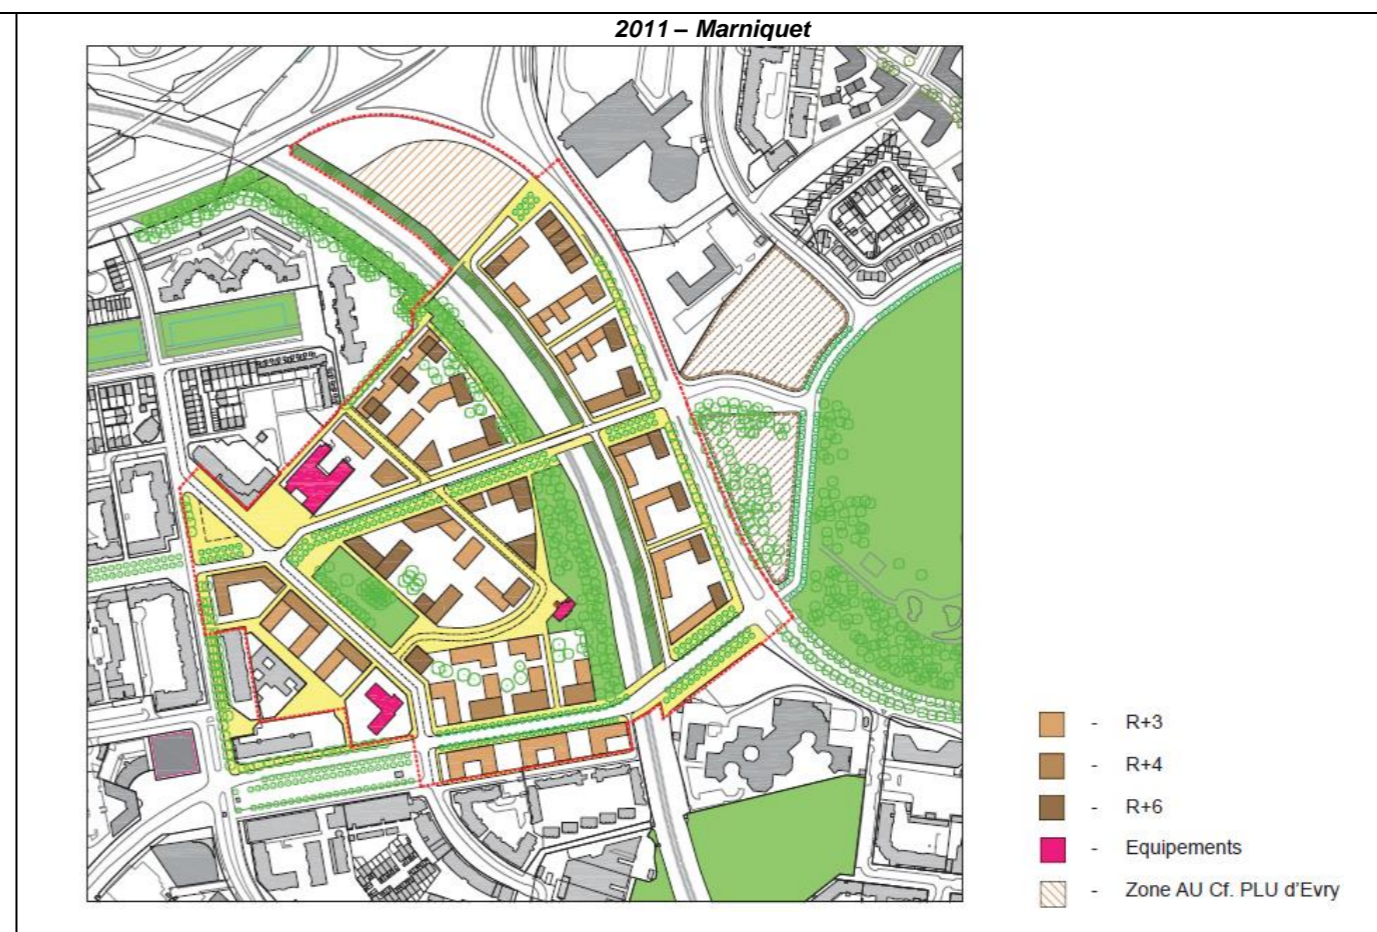 2011 – Marniquet
- R+3
- R+4
- R+6
- Equipements
- Zone AU Cf. PLU d'Evry